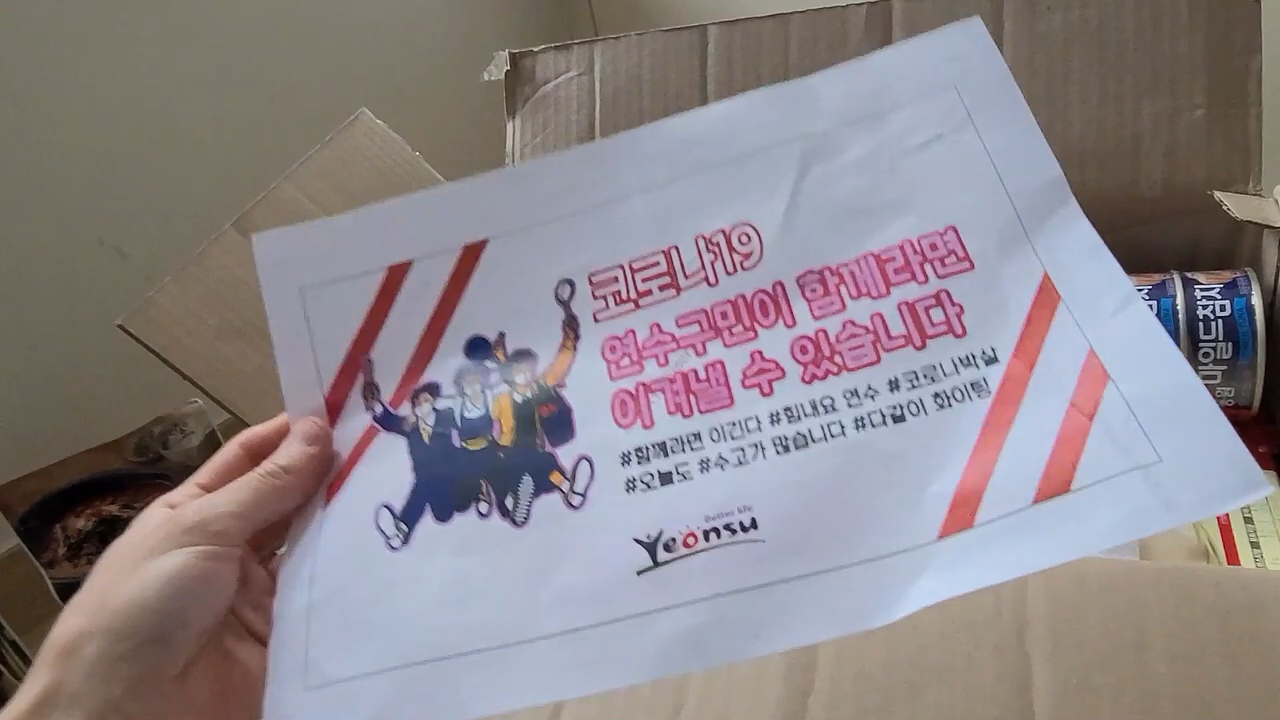 코로나19
연수구민이 함께라면
이겨낼 수 있습니다
#함께라면 이긴다 #힘내요 연수 #코로나박살
#오늘도 #수고가 많습니다 #다같이 화이팅
Better life
Yeonsu
마일드참치